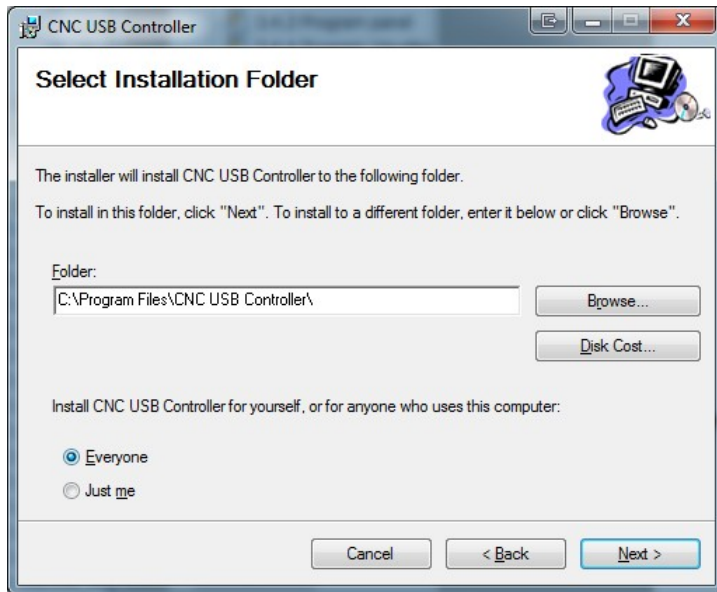 CNC USB Controller
Select Installation Folder
The installer will install CNC USB Controller to the following folder.
To install in this folder, click "Next". To install to a different folder, enter it below or click "Browse".
Folder:
C:\Program Files\CNC USB Controller\
Browse...
Disk Cost...
Install CNC USB Controller for yourself, or for anyone who uses this computer:
Everyone
Just me
Cancel
< Back
Next >